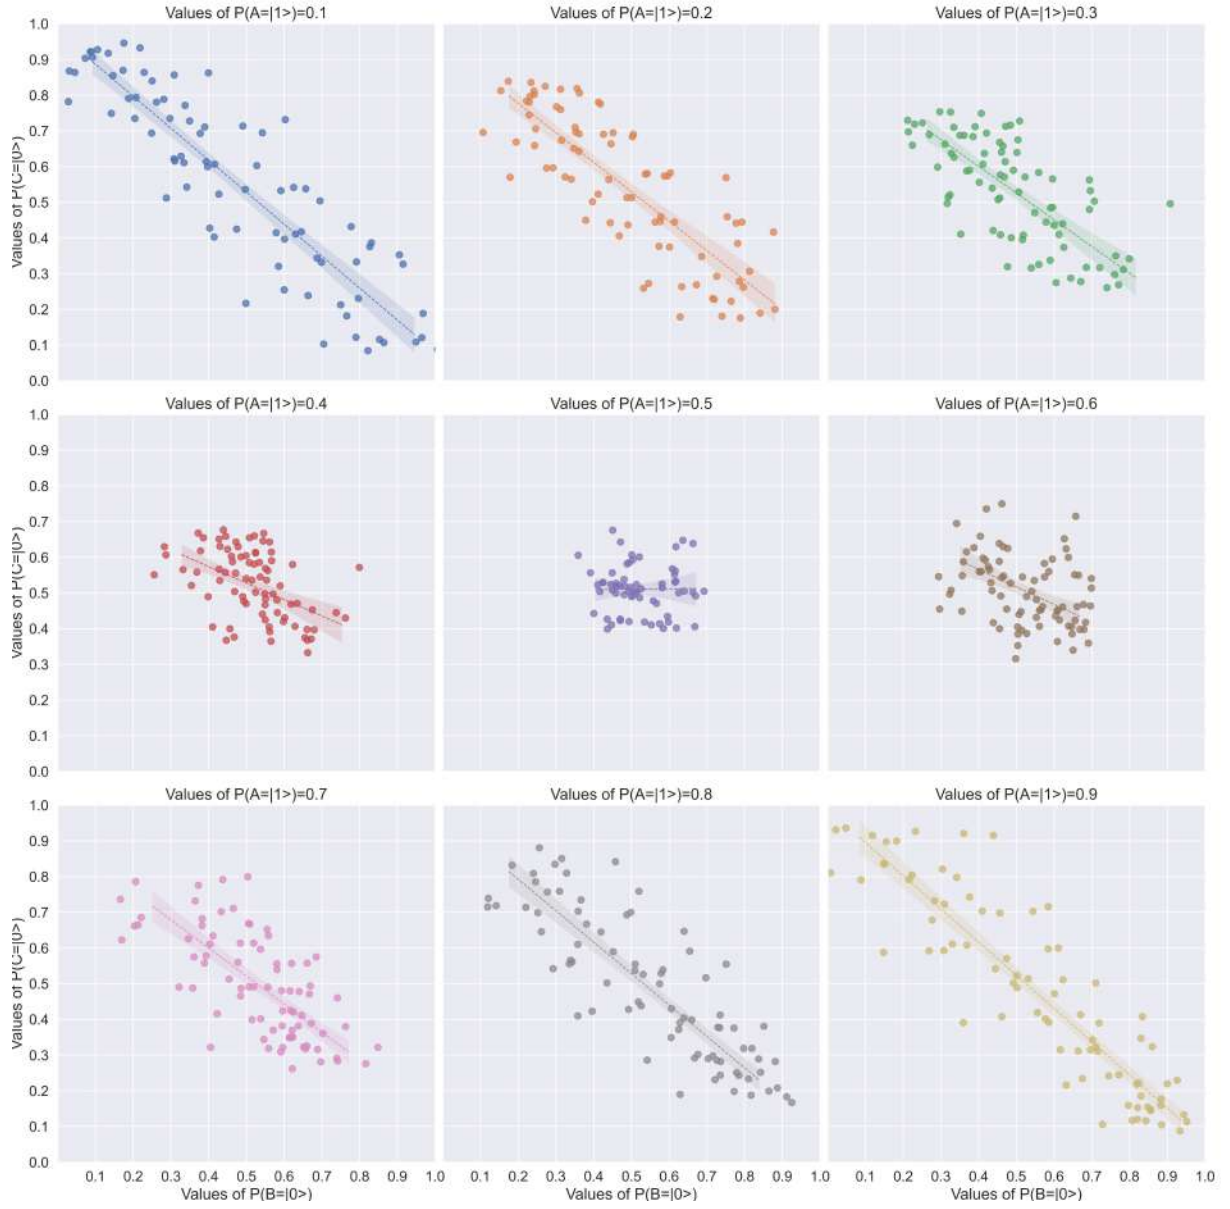 Values of P(A=|1>)=0.1
Values of P(A=|1>)=0.2
Values of P(A=|1>)=0.3
1.0
0.9
0.8
0.7
0.6
0.5
0.4
0.3
0.2
0.1
0.0
Values of P(C=|0>)
Values of P(A=|1>)=0.4
Values of P(A=|1>)=0.5
Values of P(A=|1>)=0.6
1.0
0.9
0.8
0.7
0.6
0.5
0.4
0.3
0.2
0.1
0.0
Values of P(C=|0>)
Values of P(A=|1>)=0.7
Values of P(A=|1>)=0.8
Values of P(A=|1>)=0.9
1.0
0.9
0.8
0.7
0.6
0.5
0.4
0.3
0.2
0.1
0.0
Values of P(C=|0>)
0.1 0.2 0.3 0.4 0.5 0.6 0.7 0.8 0.9 1.0
0.1 0.2 0.3 0.4 0.5 0.6 0.7 0.8 0.9 1.0
0.1 0.2 0.3 0.4 0.5 0.6 0.7 0.8 0.9 1.0
Values of P(B=|0>)
Values of P(B=|0>)
Values of P(B=|0>)